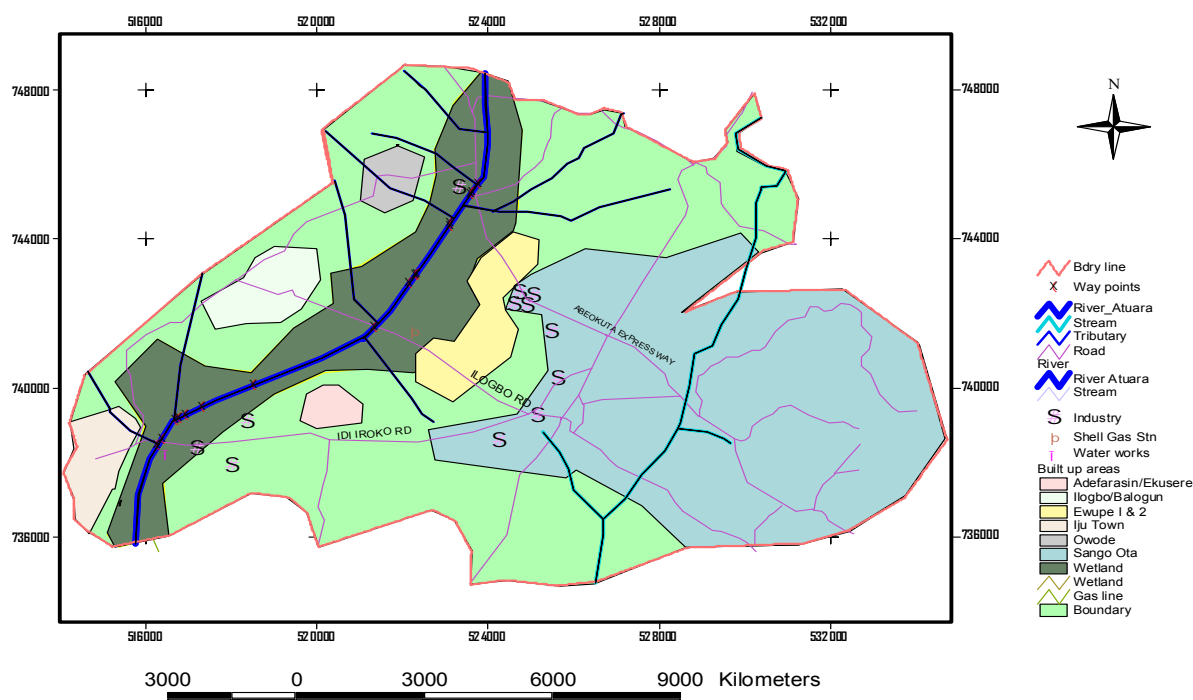 516000 520000 524000 528000 532000
748000 748000
N
744000 744000
ABEOKUTA EXPRESSWAY
740000 740000
ILOGBO RD
IDI IROKO RD
736000 736000
516000 520000 524000 528000 532000
3000 0 3000 6000 9000 Kilometers
Bdry line
x Way points
River_Atuara
Stream
Tributary
Road
River
River Atuara
Stream
S Industry
þ Shell Gas Stn
Water works
Built up areas
Adefarasin/Ekusere
Ilogbo/Balogun
Ewupe I & 2
Iju Town
Owode
Sango Ota
Wetland
Wetland
Gas line
Boundary
S
S S
S S
S
S
S
S
S
S
S